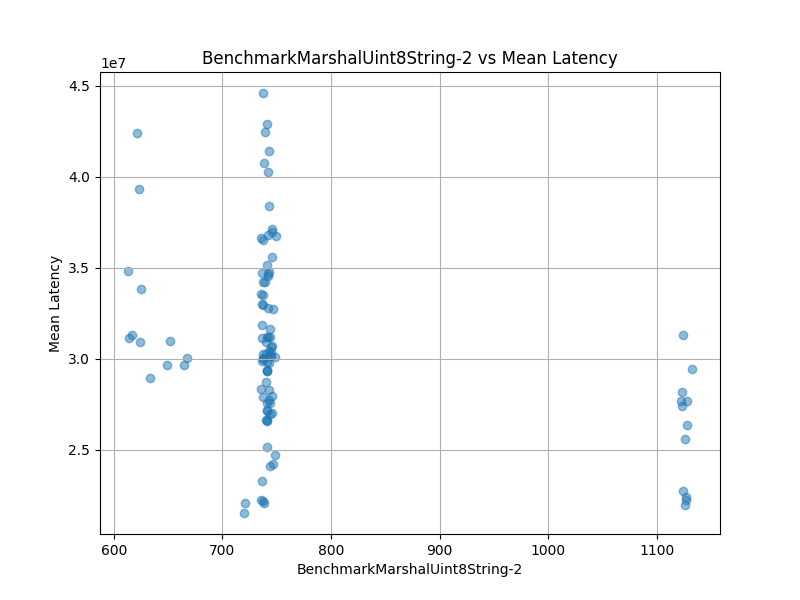 BenchmarkMarshalUint8String-2 vs Mean Latency
1e7
4.5
4.0
3.5
3.0
2.5
Mean Latency
600 700 800 900 1000 1100
BenchmarkMarshalUint8String-2